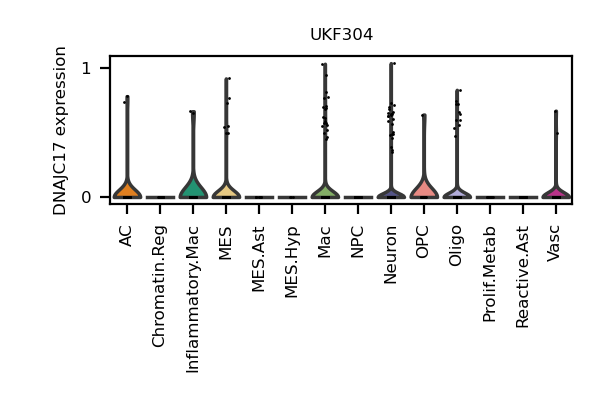 UKF304
DNAJC17 expression
1
0
AC
Chromatin.Reg
Inflammatory.Mac
MES
MES.Ast
MES.Hyp
Mac
NPC
Neuron
OPC
Oligo
Prolif.Metab
Reactive.Ast
Vasc